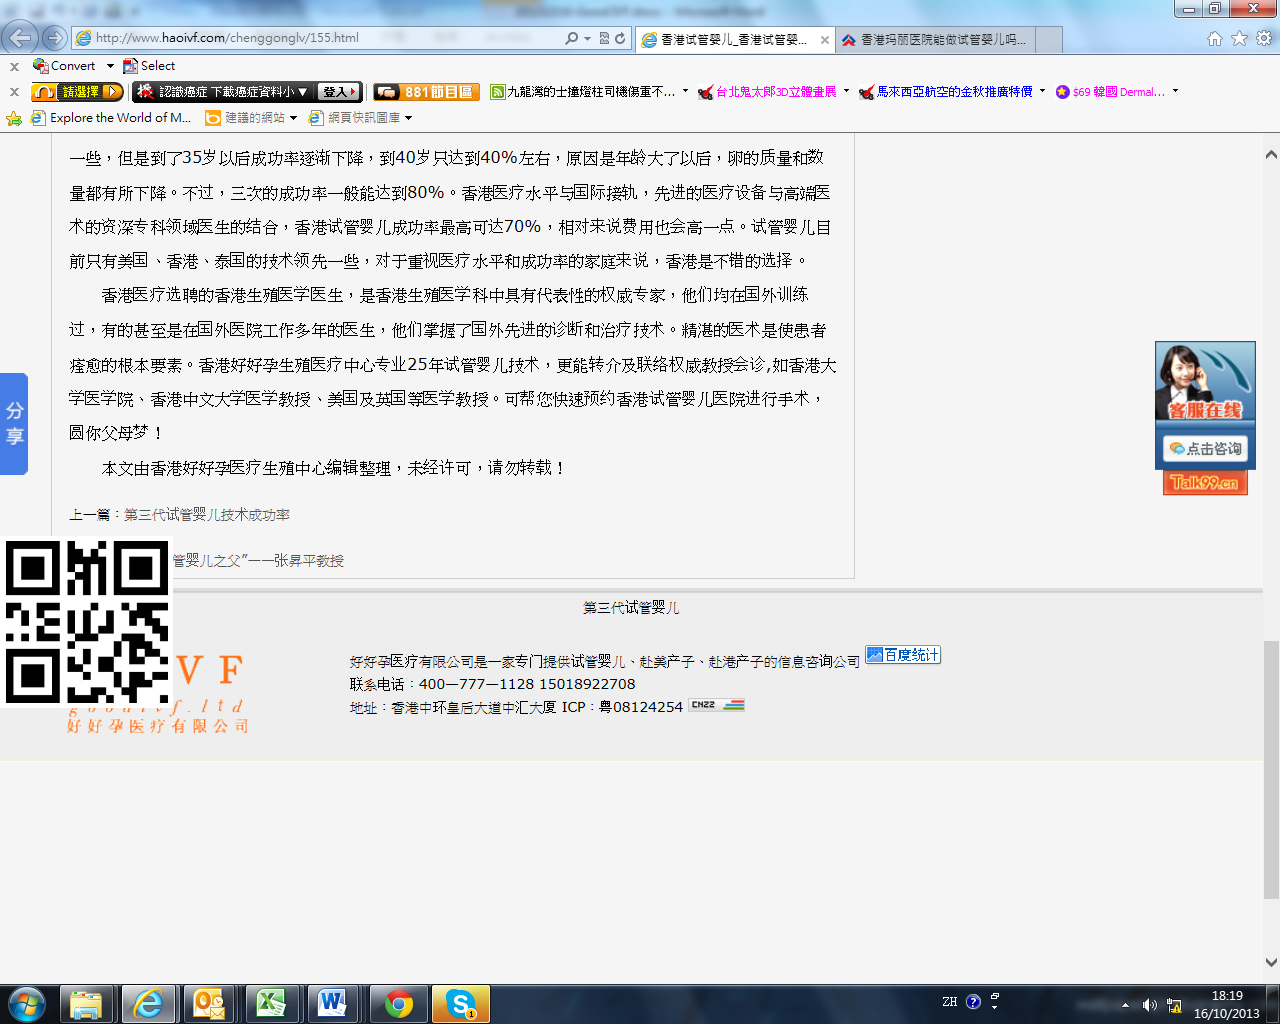 http://www.haoivf.com/chenggonglv/155.html
香港试管婴儿_香港试管婴...
香港玛丽医院能做试管婴儿吗...
Convert
Select
請選擇
認識癌症 下載癌症資料小
登入
881節目區
九龍灣的士撞燈柱司機傷重不...
台北鬼太郎3D立體畫展
馬來西亞航空的金秋推廣特價
$69 韓國 Dermal...
Explore the World of M...
建議的網站
網頁快訊圖庫
一些，但是到了35岁以后成功率逐渐下降，到40岁只达到40%左右，原因是年龄大了以后，卵的质量和数
量都有所下降。不过，三次的成功率一般能达到80%。香港医疗水平与国际接轨，先进的医疗设备与高端医
术的资深专科领域医生的结合，香港试管婴儿成功率最高可达70%，相对来说费用也会高一点。试管婴儿目
前只有美国、香港、泰国的技术领先一些，对于重视医疗水平和成功率的家庭来说，香港是不错的选择。
香港医疗选聘的香港生殖医学医生，是香港生殖医学科中具有代表性的权威专家，他们均在国外训练
过，有的甚至是在国外医院工作多年的医生，他们掌握了国外先进的诊断和治疗技术。精湛的医术是使患者
痊愈的根本要素。香港好好孕生殖医疗中心专业25年试管婴儿技术，更能转介及联络权威教授会诊,如香港大
学医学院、香港中文大学医学教授、美国及英国等医学教授。可帮您快速预约香港试管婴儿医院进行手术，
圆你父母梦！
本文由香港好好孕医疗生殖中心编辑整理，未经许可，请勿转载！
分享
客服在线
点击咨询
Talk99.cn
上一篇：第三代试管婴儿技术成功率
管婴儿之父”——张昇平教授
第三代试管婴儿
V F
好好孕医疗有限公司
好好孕医疗有限公司是一家专门提供试管婴儿、赴美产子、赴港产子的信息咨询公司
百度统计
联系电话：400—777—1128 15018922708
地址：香港中环皇后大道中汇大厦 ICP：粤08124254
CNZZ
ZH
18:19
16/10/2013